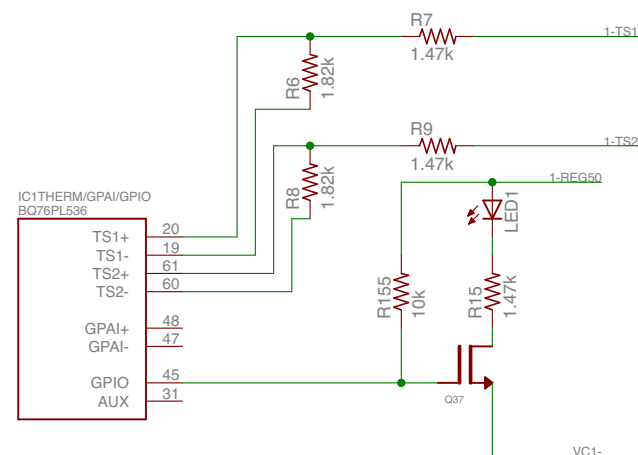 R7
1-TS1
1.47k
R6
1.82k
R9
1-TS2
1.47k
R8
1.82k
1-REG50
LED1
IC1THERM/GPAI/GPIO
BQ76PL536
TS1+ 20
TS1- 19
TS2+ 61
TS2- 60
R155
10k
R15
1.47k
GPAI+ 48
GPAI- 47
GPIO 45
AUX 31
Q37
VC1-